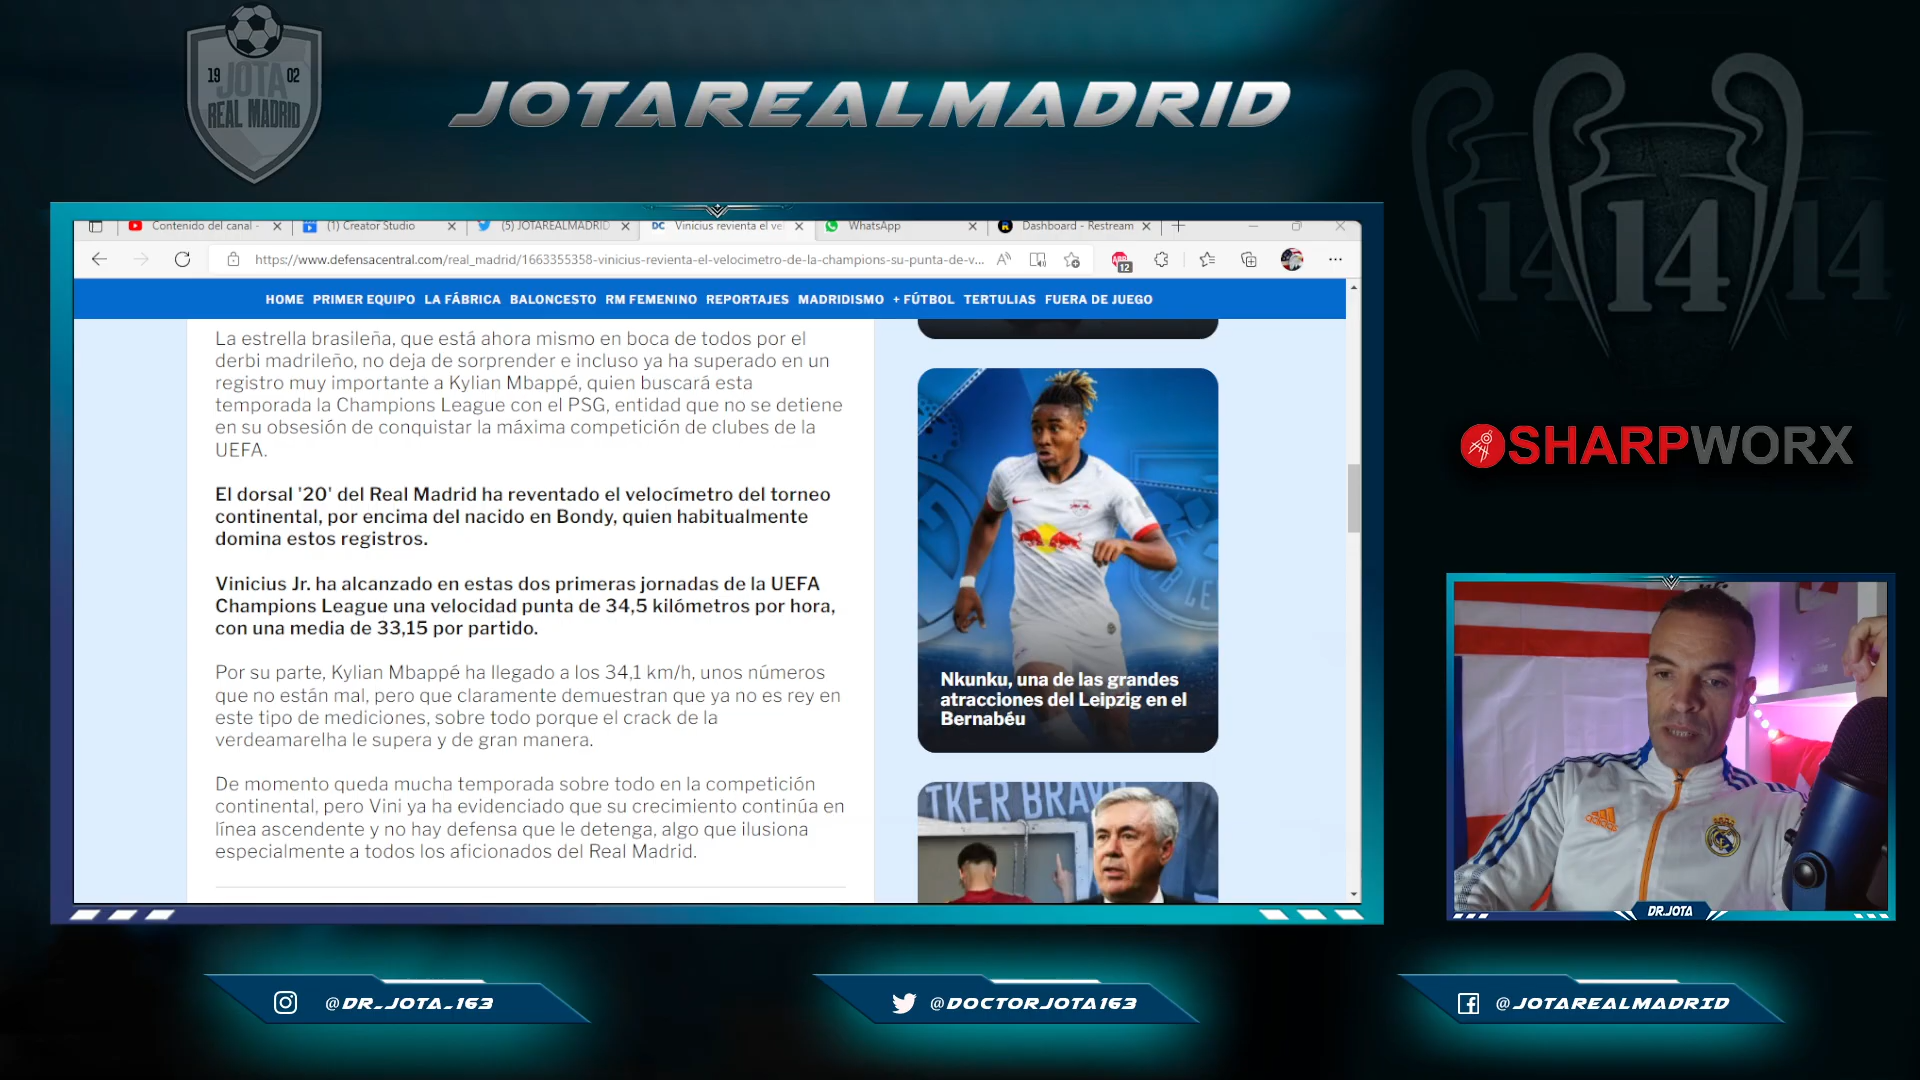 19 02
JOTA
REAL MADRID
JOTAREALMADRID
14 14 14
Contenido del canal -
(1) Creator Studio
(5) JOTAREALMADRID
DC Vinicius revienta el vel
WhatsApp
Dashboard - Restream
https://www.defensacentral.com/real_madrid/1663355358-vinicius-revienta-el-velocimetro-de-la-champions-su-punta-de-v...
12
HOME PRIMER EQUIPO LA FÁBRICA BALONCESTO RM FEMENINO REPORTAJES MADRIDISMO + FÚTBOL TERTULIAS FUERA DE JUEGO
La estrella brasileña, que está ahora mismo en boca de todos por el
derbi madrileño, no deja de sorprender e incluso ya ha superado en un
registro muy importante a Kylian Mbappé, quien buscará esta
temporada la Champions League con el PSG, entidad que no se detiene
en su obsesión de conquistar la máxima competición de clubes de la
UEFA.
El dorsal '20' del Real Madrid ha reventado el velocímetro del torneo
continental, por encima del nacido en Bondy, quien habitualmente
domina estos registros.
Vinicius Jr. ha alcanzado en estas dos primeras jornadas de la UEFA
Champions League una velocidad punta de 34,5 kilómetros por hora,
con una media de 33,15 por partido.
Por su parte, Kylian Mbappé ha llegado a los 34,1 km/h, unos números
que no están mal, pero que claramente demuestran que ya no es rey en
este tipo de mediciones, sobre todo porque el crack de la
verdeamarelha le supera y de gran manera.
De momento queda mucha temporada sobre todo en la competición
continental, pero Vini ya ha evidenciado que su crecimiento continúa en
línea ascendente y no hay defensa que le detenga, algo que ilusiona
especialmente a todos los aficionados del Real Madrid.
Red Bull
Nkunku, una de las grandes
atracciones del Leipzig en el
Bernabéu
TKER BRAV
SHARPWORX
adidas
DR.JOTA
@DR_JOTA_163
@DOCTORJOTA163
@JOTAREALMADRID